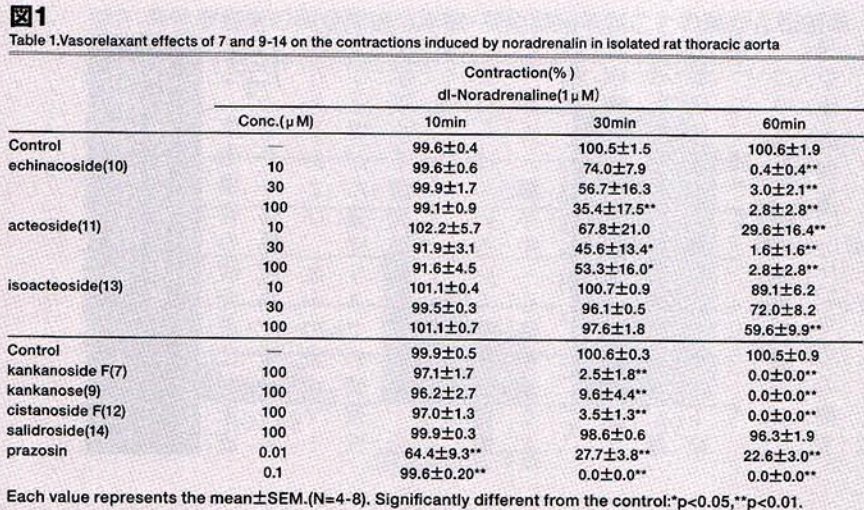 図1
Table 1.Vasorelaxant effects of 7 and 9-14 on the contractions induced by noradrenalin in isolated rat thoracic aorta
Contraction(%)
dl-Noradrenaline(1μM)
Conc.(μM) 10min 30min 60min
Control — 99.6±0.4 100.5±1.5 100.6±1.9
echinacoside(10) 10 99.6±0.6 74.0±7.9 0.4±0.4**
30 99.9±1.7 56.7±16.3 3.0±2.1**
100 99.1±0.9 35.4±17.5** 2.8±2.8**
acteoside(11) 10 102.2±5.7 67.8±21.0 29.6±16.4**
30 91.9±3.1 45.6±13.4* 1.6±1.6**
100 91.6±4.5 53.3±16.0* 2.8±2.8**
isoacteoside(13) 10 101.1±0.4 100.7±0.9 89.1±6.2
30 99.5±0.3 96.1±0.5 72.0±8.2
100 101.1±0.7 97.6±1.8 59.6±9.9**
Control — 99.9±0.5 100.6±0.3 100.5±0.9
kankanoside F(7) 100 97.1±1.7 2.5±1.8** 0.0±0.0**
kankanose(9) 100 96.2±2.7 9.6±4.4** 0.0±0.0**
cistanoside F(12) 100 97.0±1.3 3.5±1.3** 0.0±0.0**
salidroside(14) 100 99.9±0.3 98.6±0.6 96.3±1.9
prazosin 0.01 64.4±9.3** 27.7±3.8** 22.6±3.0**
0.1 99.6±0.20** 0.0±0.0** 0.0±0.0**
Each value represents the mean±SEM.(N=4-8). Significantly different from the control:*p<0.05,**p<0.01.